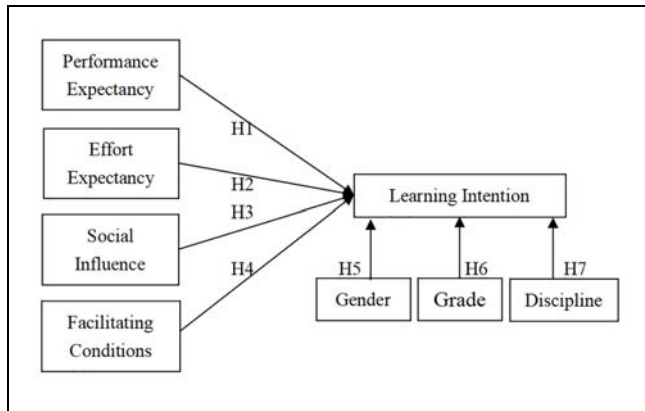 Performance
Expectancy
H1
Effort
Expectancy
H2
Learning Intention
H3
Social
Influence
H4
H5
H6
H7
Gender
Grade
Discipline
Facilitating
Conditions